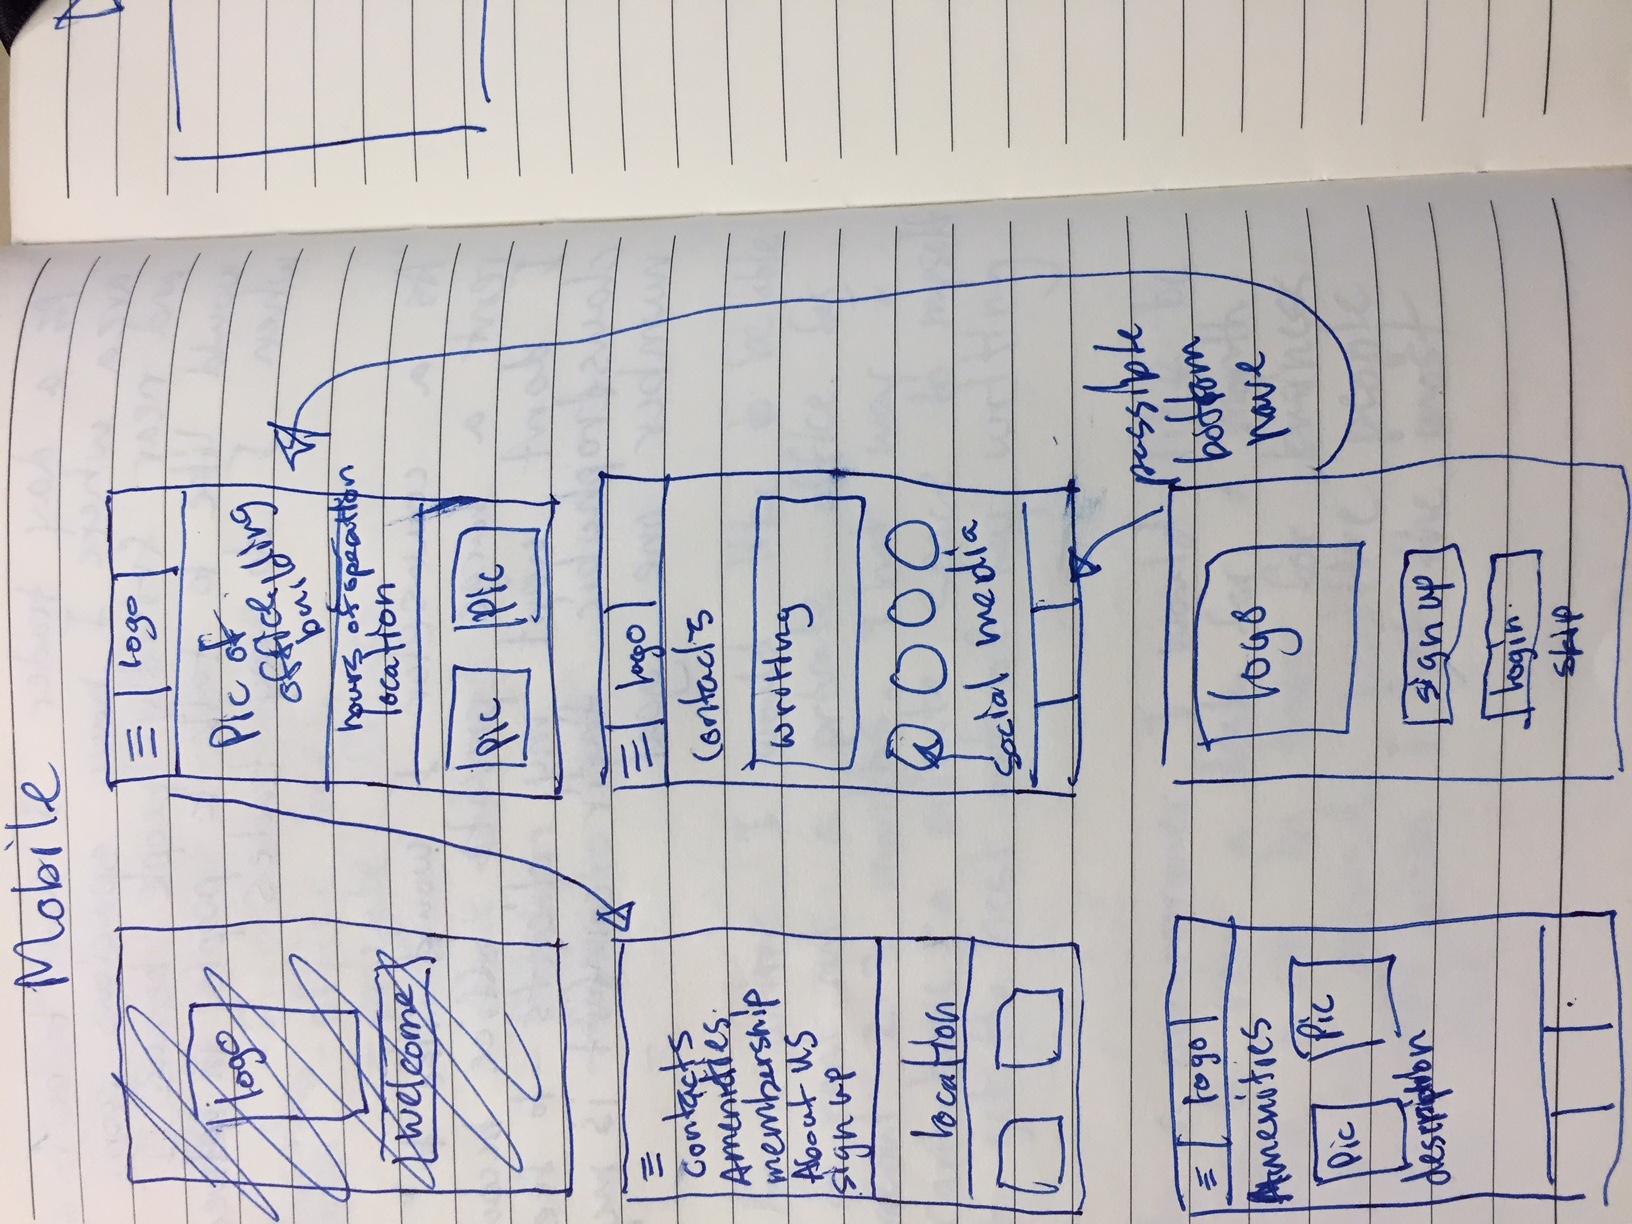 Mobile
logo
welcome
logo
Pic of
office
building
hours of operation
location
pic
pic
contacts
Amenities
membership
About us
sign up
location
logo
contacts
writing
social media
possible
bottom
nave
logo
Amenities
Pic
Pic
description
logo
sign up
login
skip